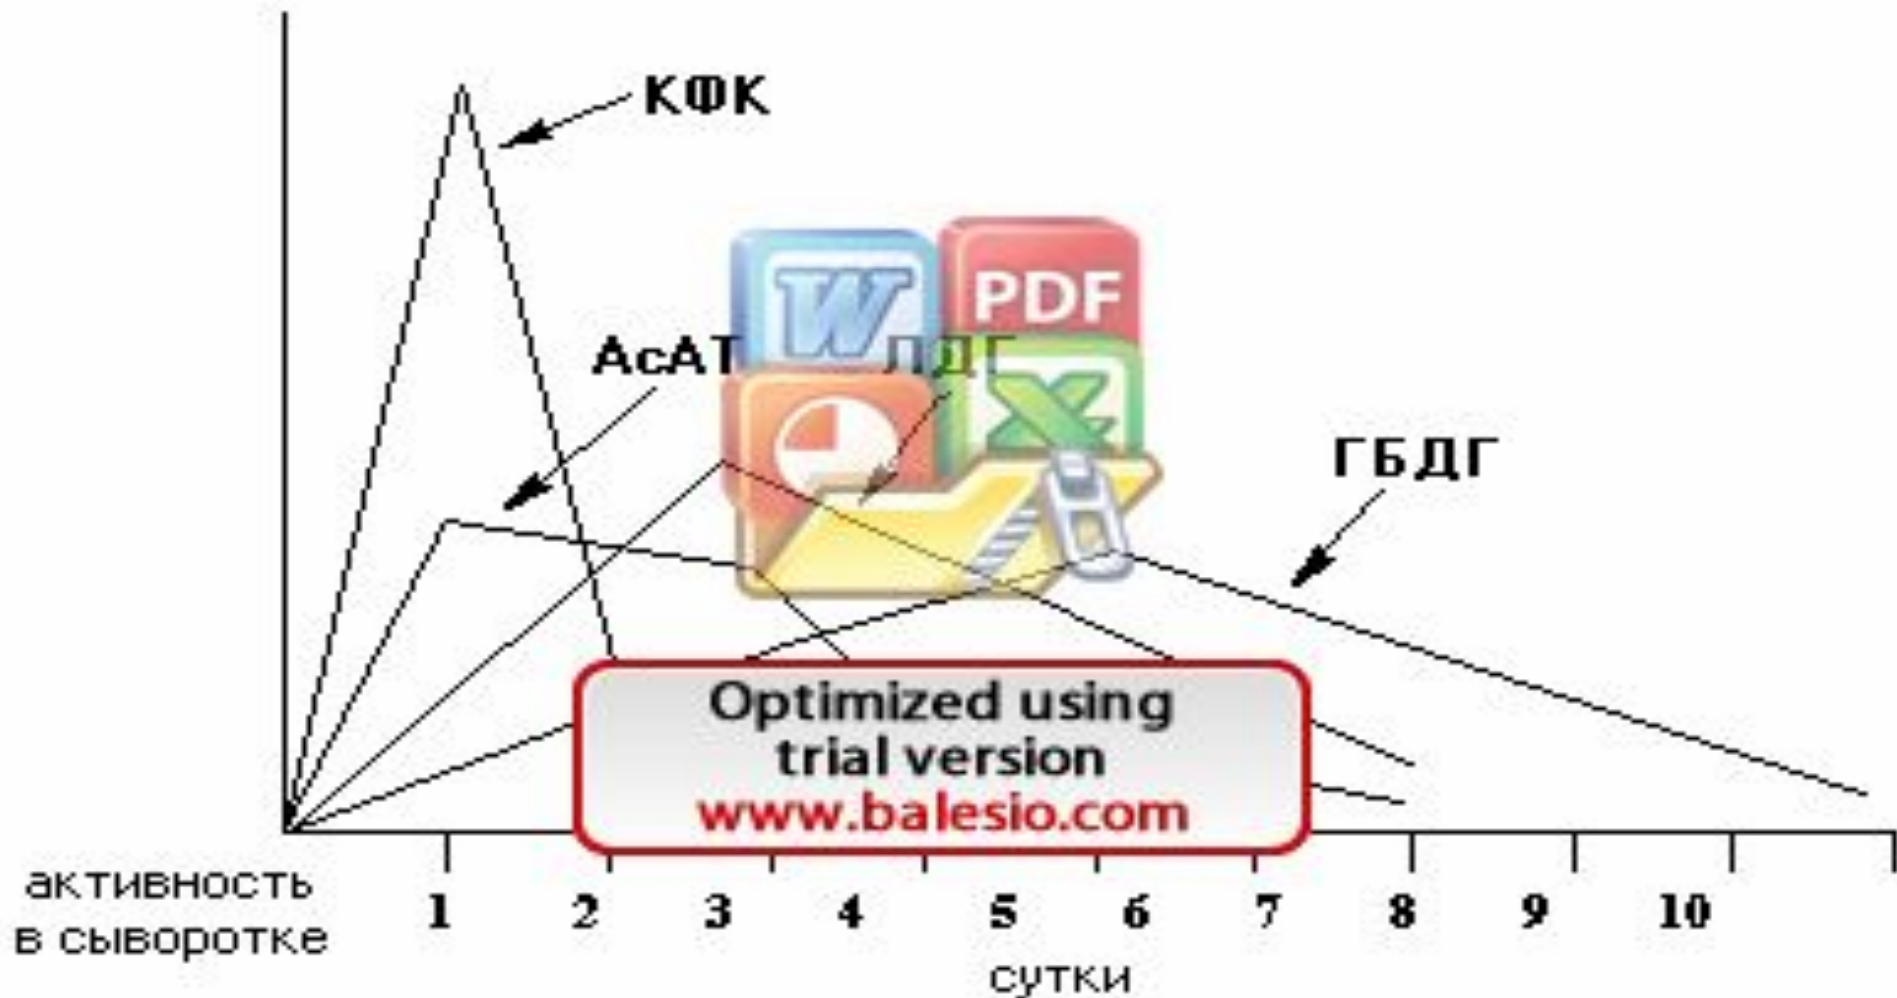 КФК
АсАТ
ЛДГ
W
PDF
X
ГБДГ
Optimized using
trial version
www.balesio.com
активность
в сыворотке
1 2 3 4 5 6 7 8 9 10
сутки